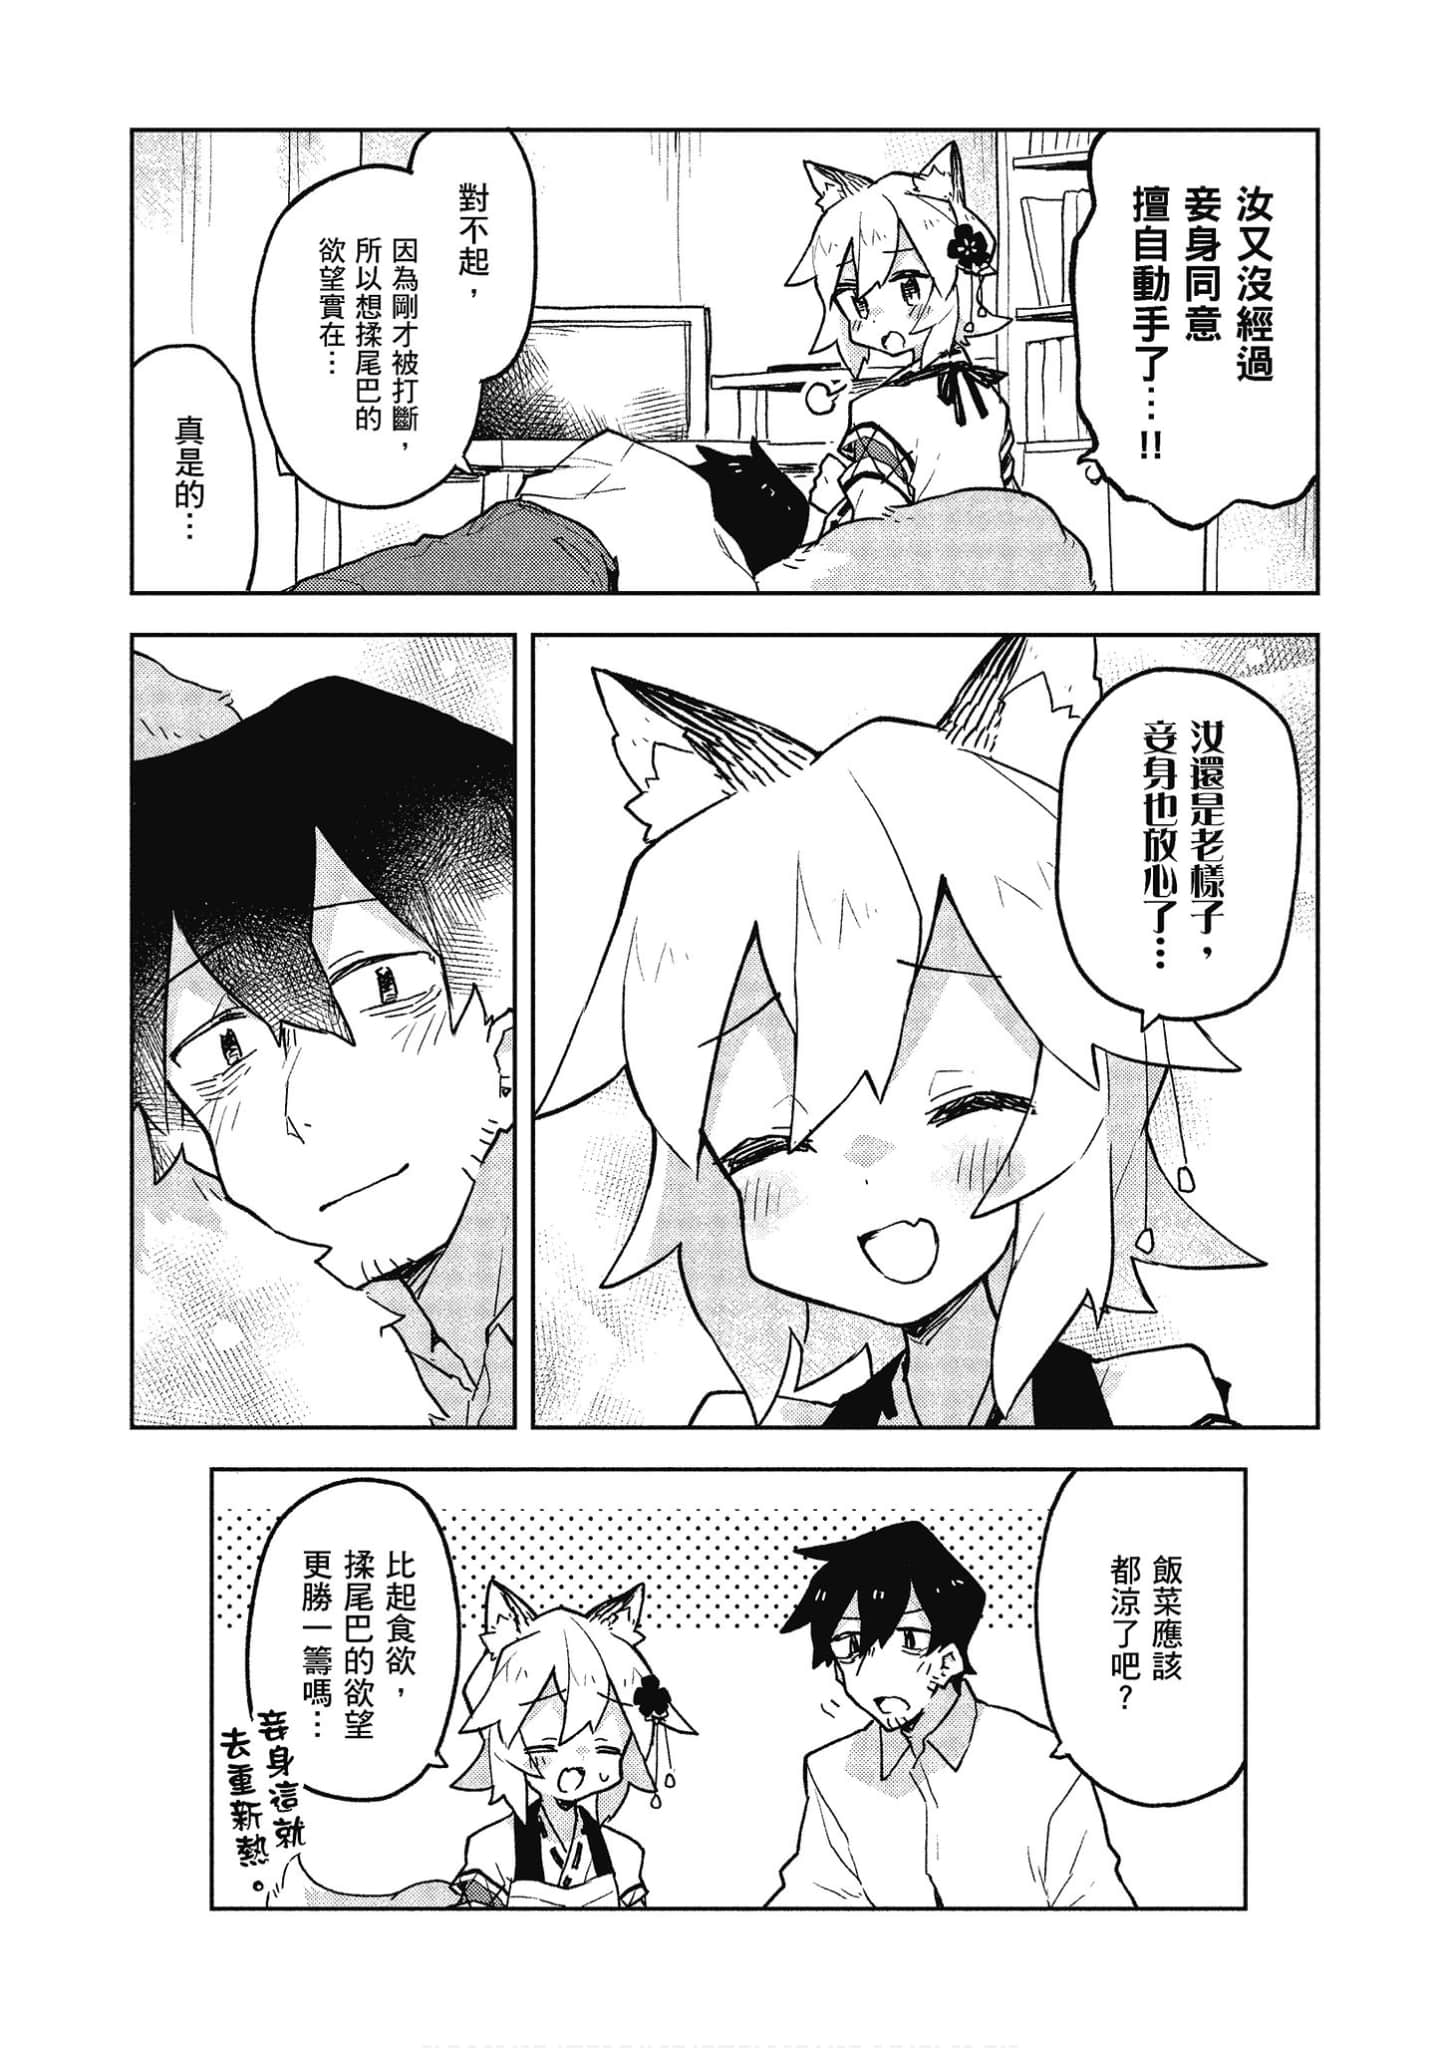 汝又沒經過
妾身同意
擅自動手了…!!
對不起，
因為剛才被打斷，
所以想揉尾巴的
欲望實在…
真是的…
汝還是老樣子，
妾身也放心了…
飯菜應該
都涼了吧？
比起食欲，
揉尾巴的欲望
更勝一籌嗎…
妾身這就
去重新熱。